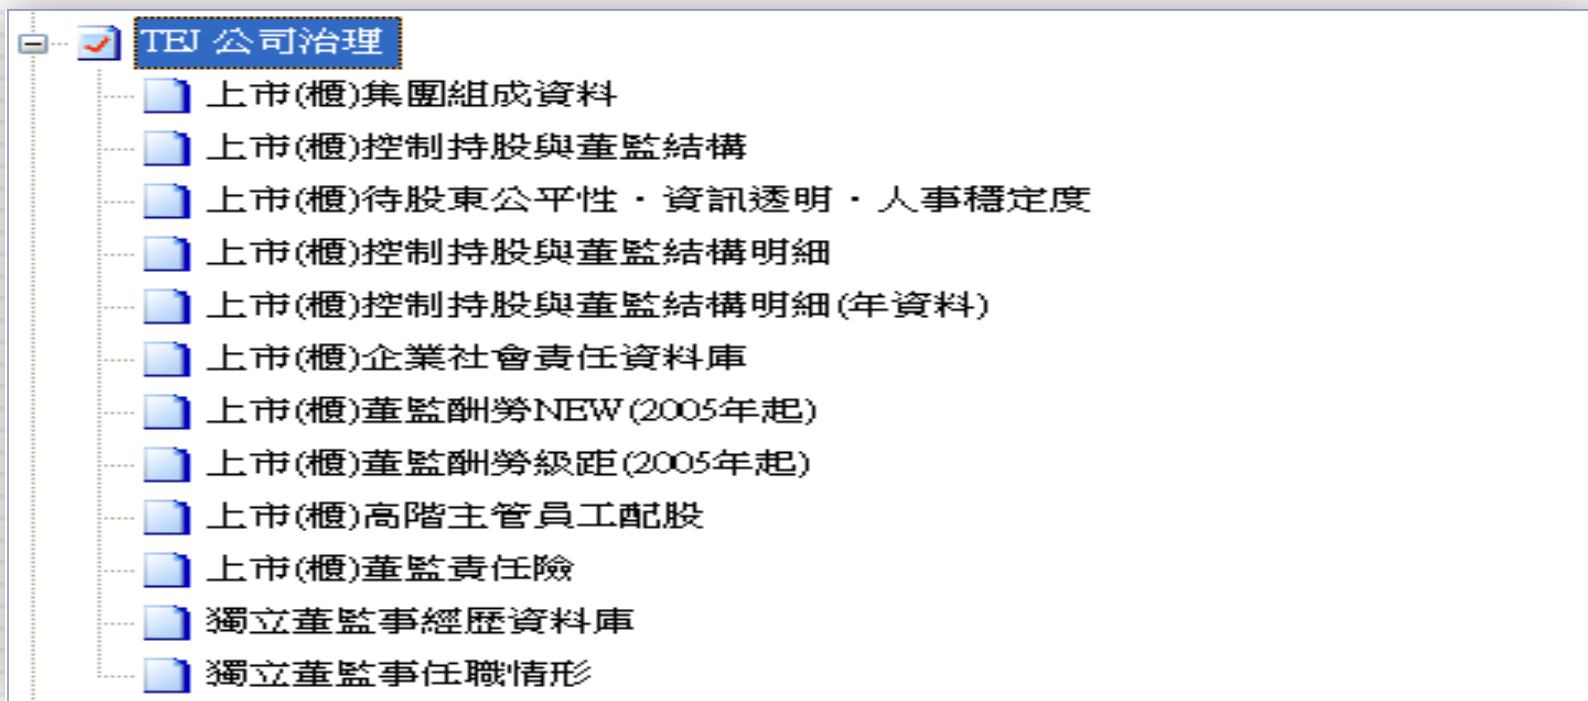 TEJ 公司治理
上市(櫃)集團組成資料
上市(櫃)控制持股與董監結構
上市(櫃)待股東公平性‧資訊透明‧人事穩定度
上市(櫃)控制持股與董監結構明細
上市(櫃)控制持股與董監結構明細(年資料)
上市(櫃)企業社會責任資料庫
上市(櫃)董監酬勞NEW(2005年起)
上市(櫃)董監酬勞級距(2005年起)
上市(櫃)高階主管員工配股
上市(櫃)董監責任險
獨立董監事經歷資料庫
獨立董監事任職情形